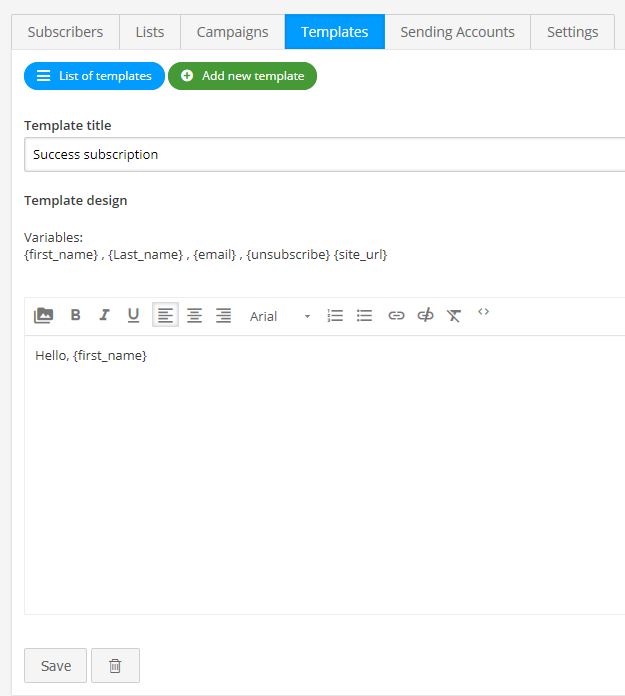 Subscribers Lists Campaigns Templates Sending Accounts Settings
List of templates Add new template
Template title
Success subscription
Template design
Variables:
{first_name} , {Last_name} , {email} , {unsubscribe} {site_url}
B I U Arial
Hello, {first_name}
Save